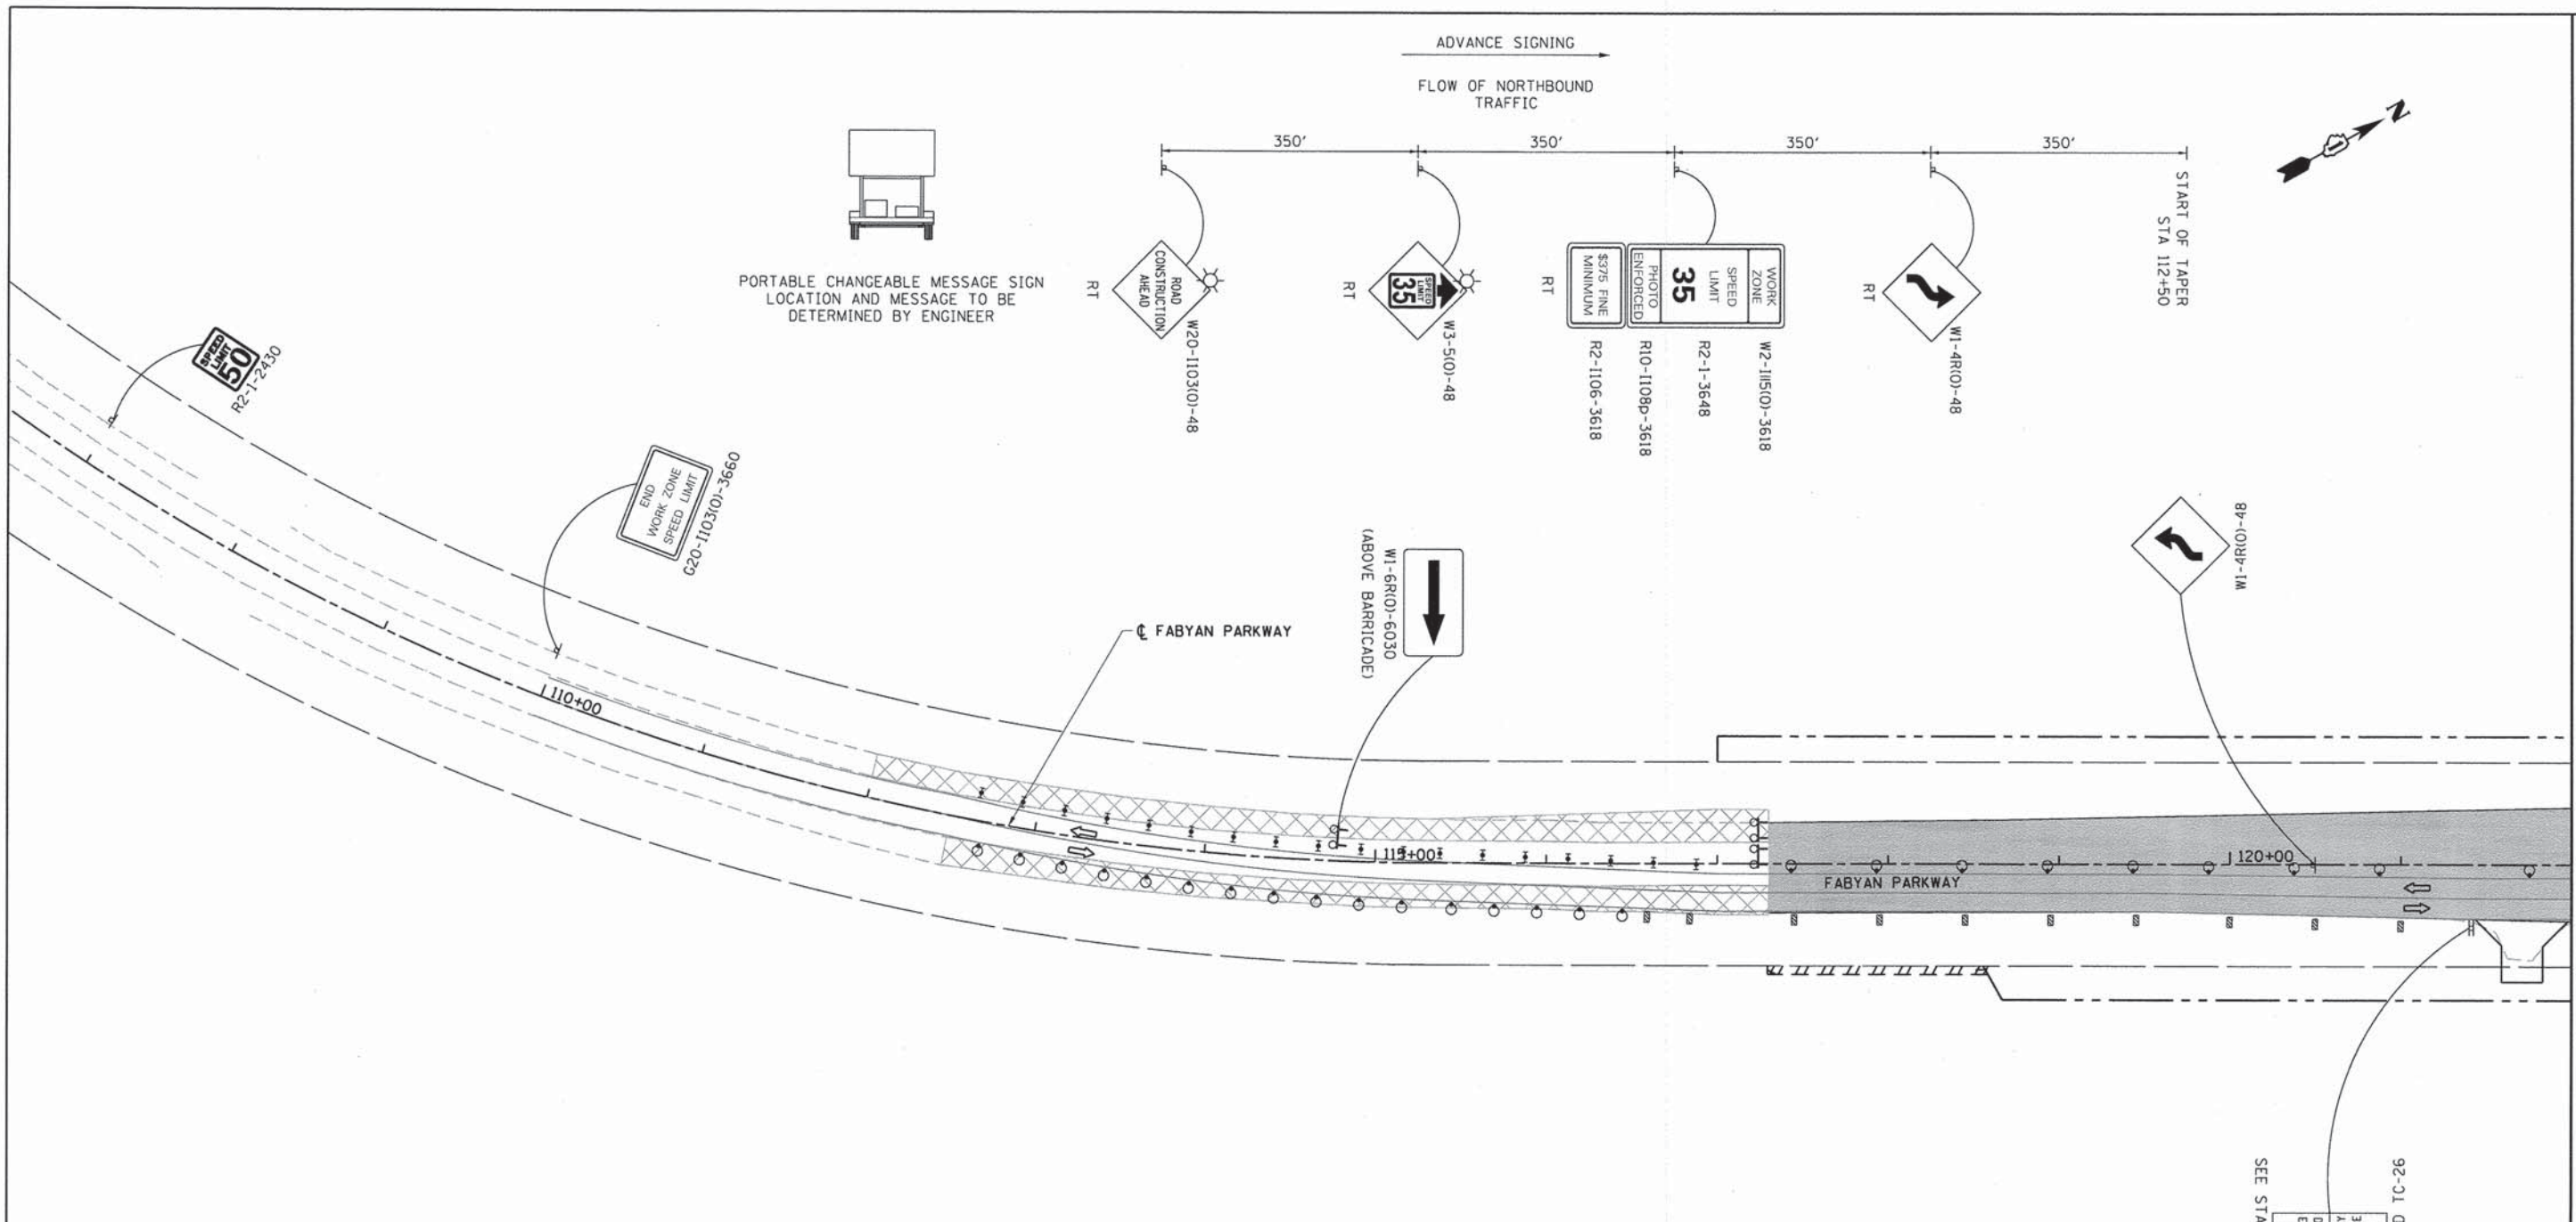 ADVANCE SIGNING
FLOW OF NORTHBOUND
TRAFFIC
N
350'
350'
350'
350'
START OF TAPER
STA 112+50
PORTABLE CHANGEABLE MESSAGE SIGN
LOCATION AND MESSAGE TO BE
DETERMINED BY ENGINEER
ROAD
CONSTRUCTION
AHEAD
RT
W20-I103(O)-48
SPEED
LIMIT
35
RT
W3-5(O)-48
WORK
ZONE
SPEED
LIMIT
35
PHOTO
ENFORCED
$375 FINE
MINIMUM
RT
R2-I106-3618
R10-I108p-3618
R2-1-3648
W2-I115(O)-3618
RT
W1-4R(O)-48
SPEED
LIMIT
50
R2-1-2430
END
WORK ZONE
SPEED LIMIT
G20-I103(O)-3660
W1-6R(O)-6030
(ABOVE BARRICADE)
W1-4R(O)-48
℄ FABYAN PARKWAY
110+00
115+00
120+00
FABYAN PARKWAY
SEE STA
D TC-26